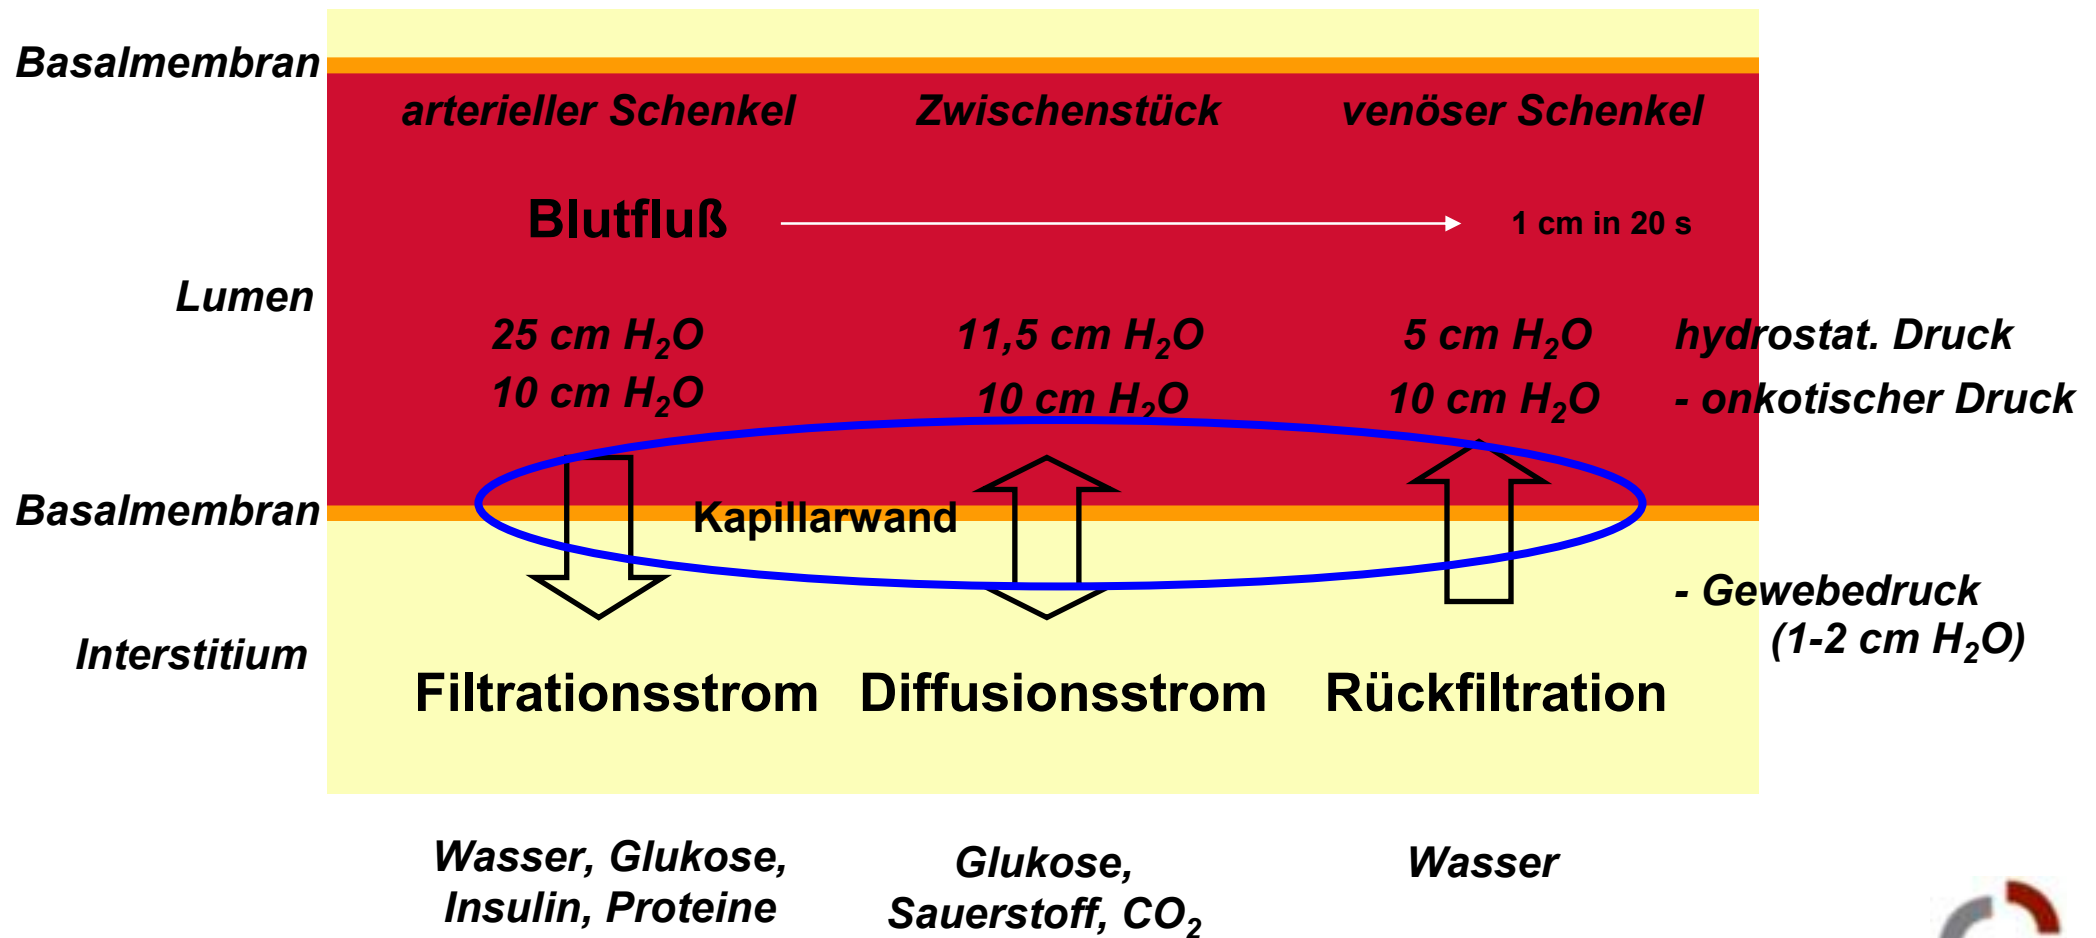 Basalmembran
arterieller Schenkel Zwischenstück venöser Schenkel
Blutfluß 1 cm in 20 s
Lumen
25 cm H₂O 11,5 cm H₂O 5 cm H₂O hydrostat. Druck
10 cm H₂O 10 cm H₂O 10 cm H₂O - onkotischer Druck
Basalmembran Kapillarwand
- Gewebedruck
(1-2 cm H₂O)
Interstitium
Filtrationsstrom Diffusionsstrom Rückfiltration
Wasser, Glukose, Glukose, Wasser
Insulin, Proteine Sauerstoff, CO₂